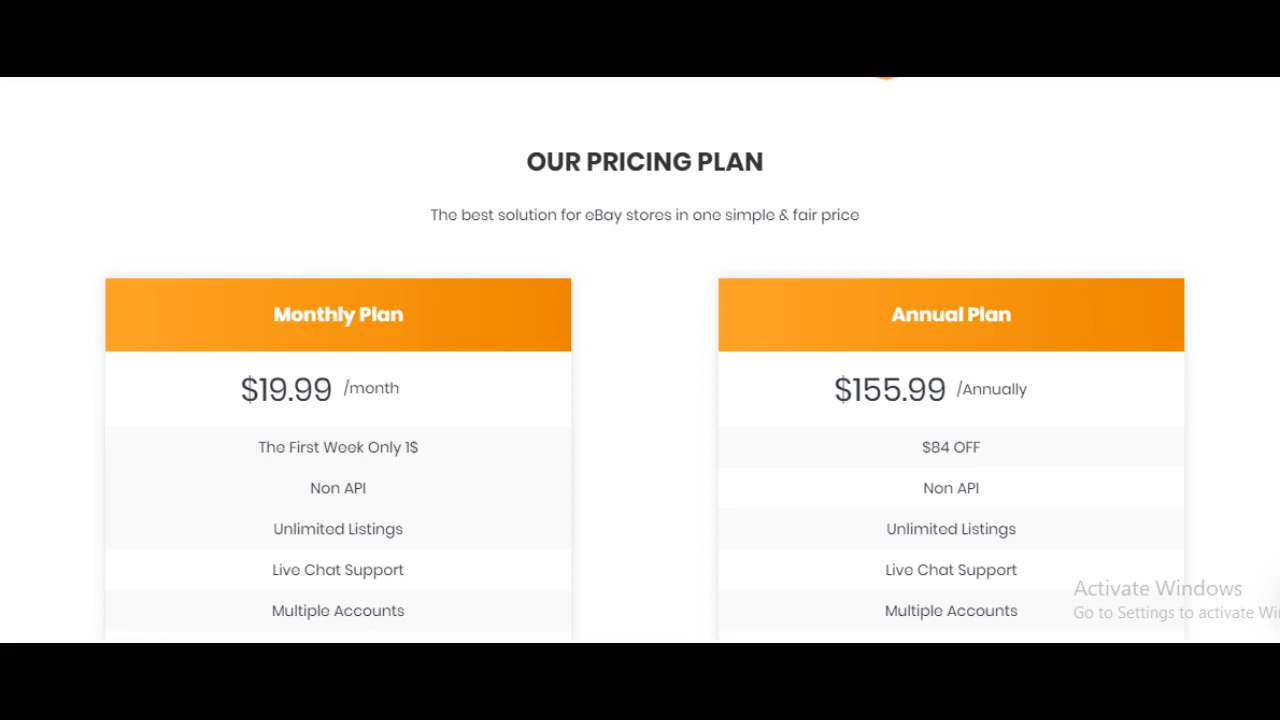 OUR PRICING PLAN
The best solution for eBay stores in one simple & fair price
Monthly Plan
$19.99 /month
The First Week Only 1$
Non API
Unlimited Listings
Live Chat Support
Multiple Accounts
Annual Plan
$155.99 /Annually
$84 OFF
Non API
Unlimited Listings
Live Chat Support
Multiple Accounts
Activate Windows
Go to Settings to activate Wi